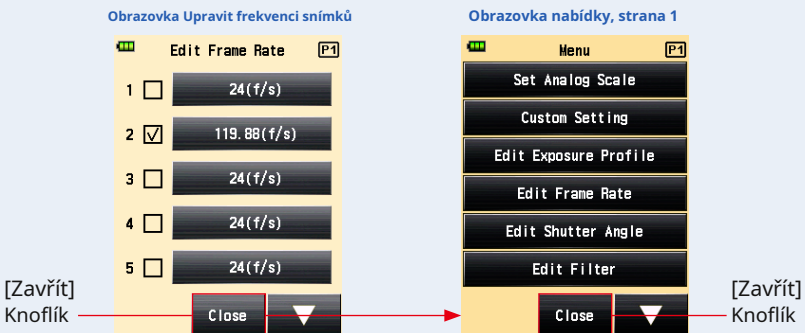 Obrazovka Upravit frekvenci snímků
Edit Frame Rate P1
1 24(f/s)
2 119.88(f/s)
3 24(f/s)
4 24(f/s)
5 24(f/s)
Close
[Zavřít]
Knoflík
Obrazovka nabídky, strana 1
Menu P1
Set Analog Scale
Custom Setting
Edit Exposure Profile
Edit Frame Rate
Edit Shutter Angle
Edit Filter
Close
[Zavřít]
Knoflík